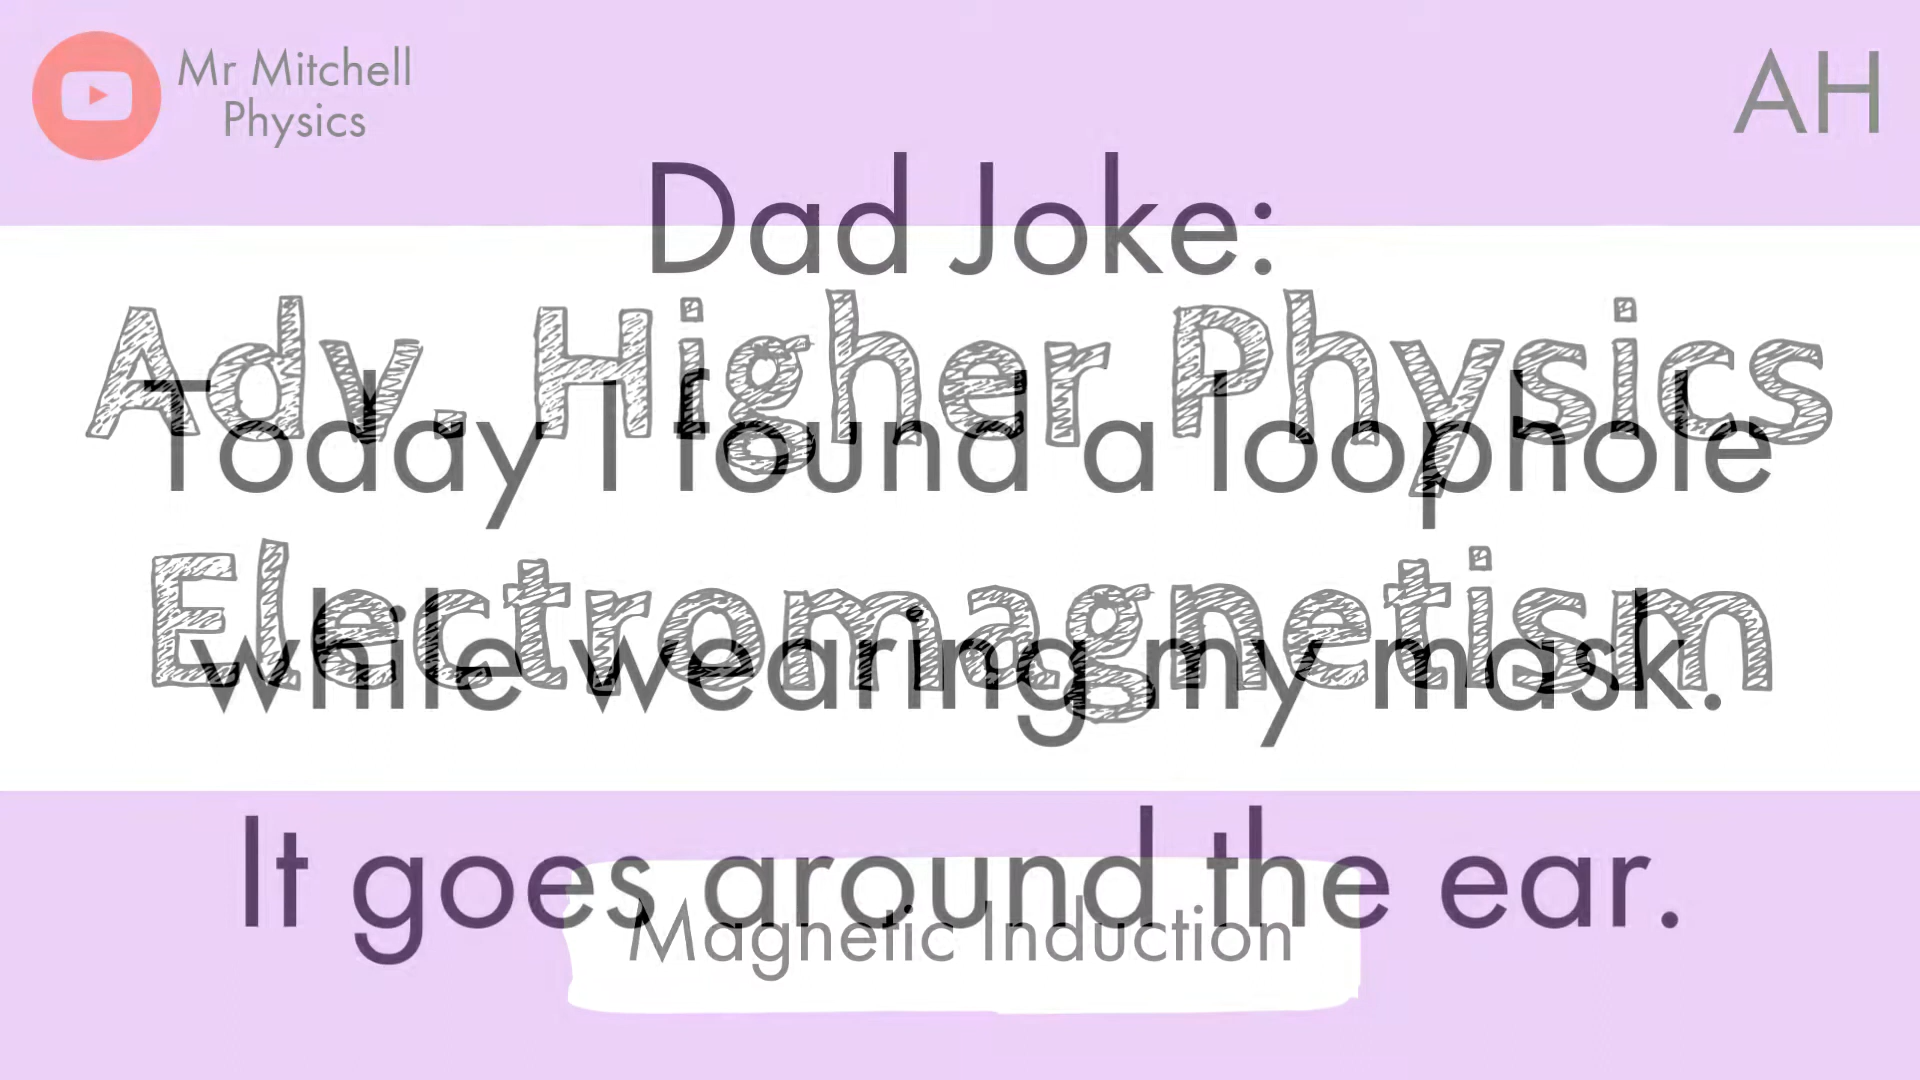 Mr Mitchell
Physics
AH
Dad Joke:
Adv. Higher Physics
Today I found a loophole
Electromagnetism
while wearing my mask.
It goes around the ear.
Magnetic Induction